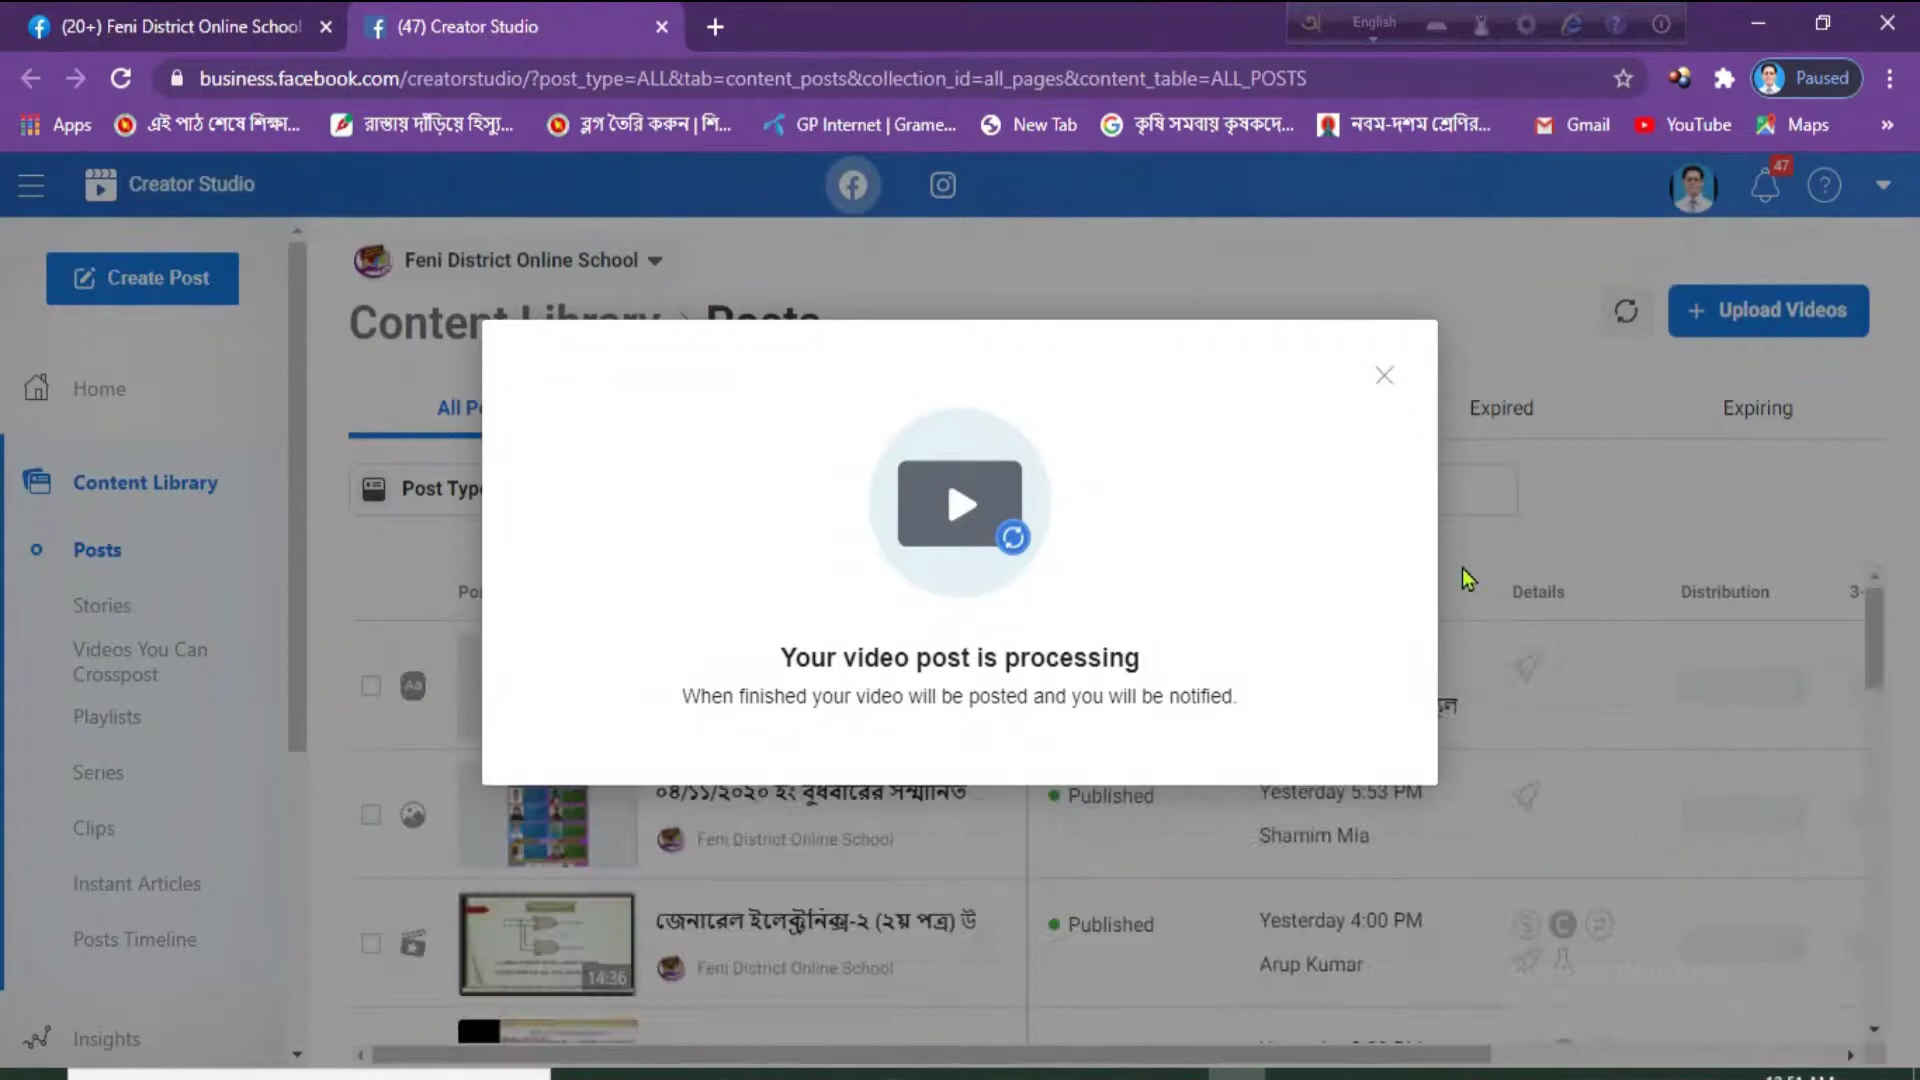 (20+) Feni District Online School
(47) Creator Studio
English
business.facebook.com/creatorstudio/?post_type=ALL&tab=content_posts&collection_id=all_pages&content_table=ALL_POSTS
Paused
Apps
এই পাঠ শেষে শিক্ষা...
রাস্তায় দাঁড়িয়ে হিস্যু...
ব্লগ তৈরি করুন | শি...
GP Internet | Grame...
New Tab
কৃষি সমবায় কৃষকদে...
নবম-দশম শ্রেণির...
Gmail
YouTube
Maps
Creator Studio
47
Create Post
Feni District Online School
Upload Videos
Home
Expired
Expiring
Content Library
Post Type
Posts
Details
Distribution
Your video post is processing
When finished your video will be posted and you will be notified.
Stories
Videos You Can
Crosspost
Playlists
Series
Clips
Instant Articles
Posts Timeline
Insights
০৪/১১/২০২০ ইং বুধবারের সম্মানিত
Feni District Online School
Published
Yesterday 5:53 PM
Shamim Mia
জেনারেল ইলেক্ট্রনিক্স-২ (২য় পত্র) উ
Feni District Online School
14:36
Published
Yesterday 4:00 PM
Arup Kumar